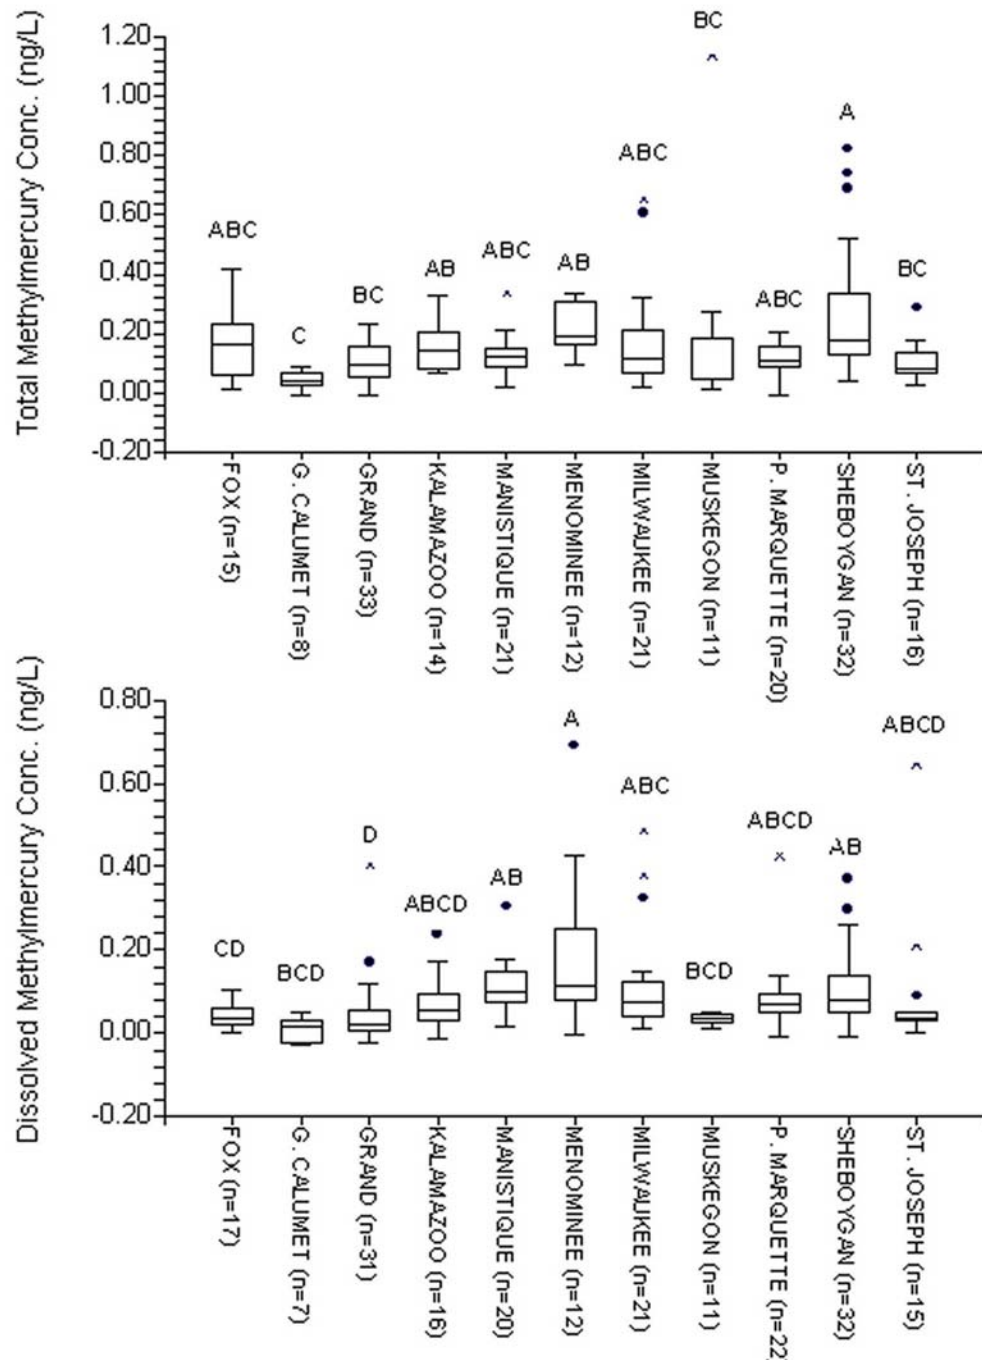 Total Methylmercury Conc. (ng/L)
1.20
1.00
0.80
0.60
0.40
0.20
0.00
-0.20
ABC
C
BC
AB
ABC
AB
ABC
BC
ABC
A
BC
FOX (n=15)
G. CALUMET (n=8)
GRAND (n=33)
KALAMAZOO (n=14)
MANISTIQUE (n=21)
MENOMINEE (n=12)
MILWAUKEE (n=21)
MUSKEGON (n=11)
P. MARQUETTE (n=20)
SHEBOYGAN (n=32)
ST. JOSEPH (n=16)
Dissolved Methylmercury Conc. (ng/L)
0.80
0.60
0.40
0.20
0.00
-0.20
CD
BCD
D
ABCD
AB
A
ABC
BCD
ABCD
AB
ABCD
FOX (n=17)
G. CALUMET (n=7)
GRAND (n=31)
KALAMAZOO (n=16)
MANISTIQUE (n=20)
MENOMINEE (n=12)
MILWAUKEE (n=21)
MUSKEGON (n=11)
P. MARQUETTE (n=22)
SHEBOYGAN (n=32)
ST. JOSEPH (n=15)